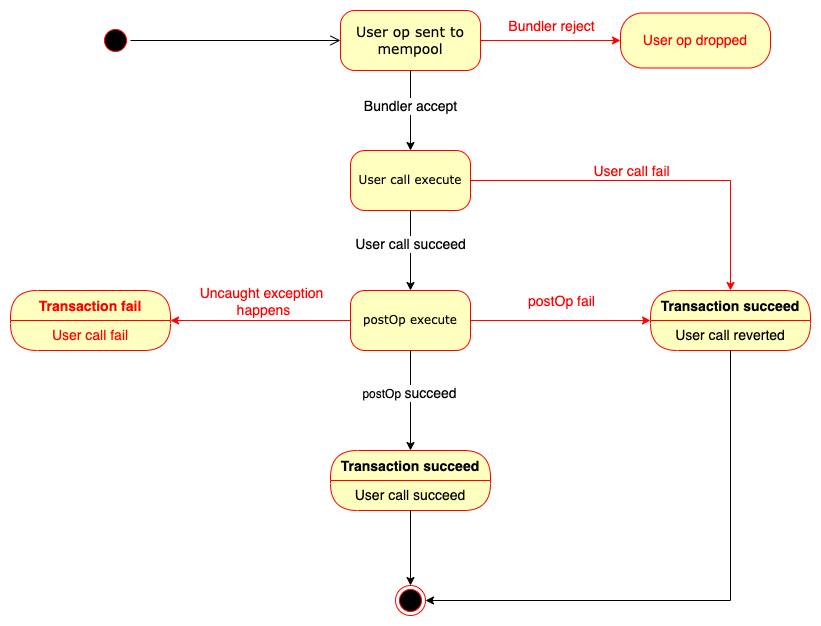 User op sent to
mempool
Bundler reject
User op dropped
Bundler accept
User call execute
User call fail
User call succeed
Transaction fail
User call fail
Uncaught exception
happens
postOp execute
postOp fail
Transaction succeed
User call reverted
postOp succeed
Transaction succeed
User call succeed